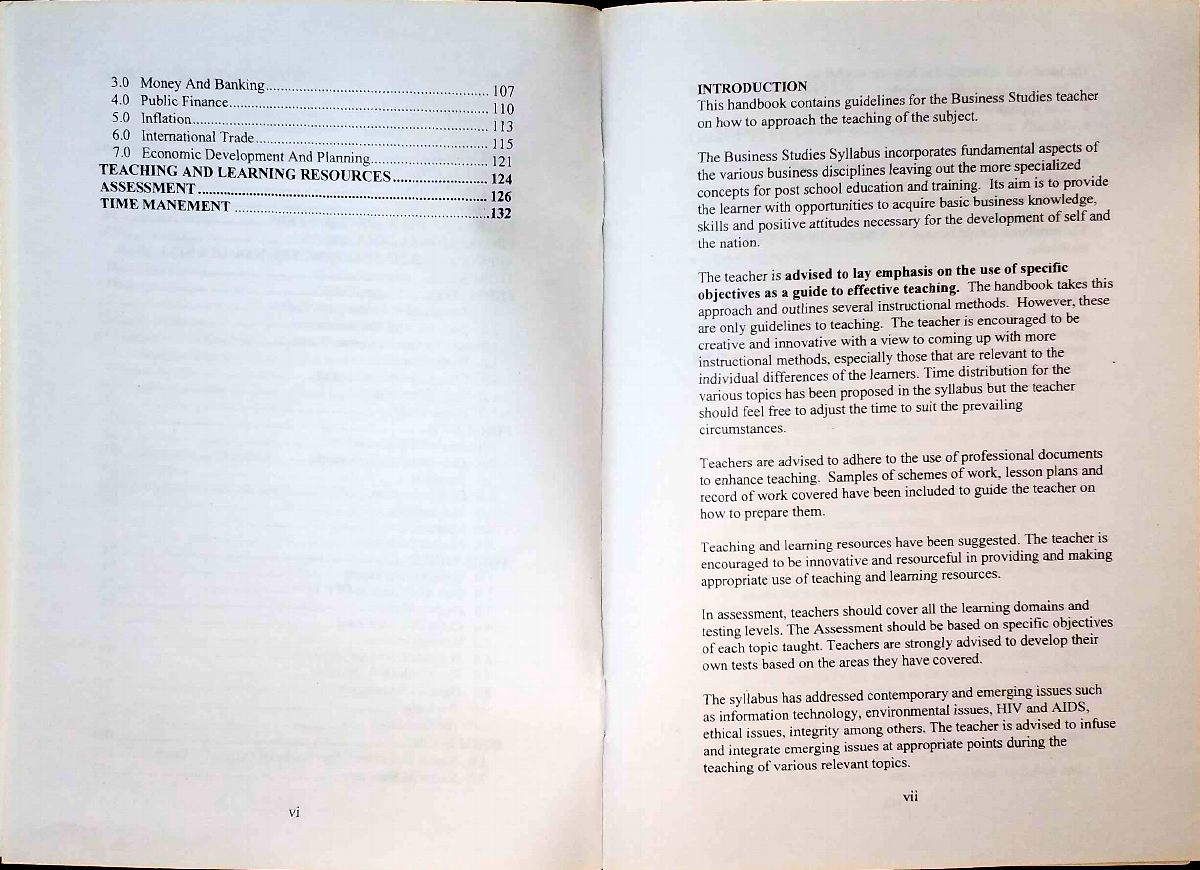 3.0 Money And Banking........................................................ 107
4.0 Public Finance................................................................ 110
5.0 Inflation......................................................................... 113
6.0 International Trade......................................................... 115
7.0 Economic Development And Planning............................ 121
TEACHING AND LEARNING RESOURCES...................... 124
ASSESSMENT ..................................................................... 126
TIME MANEMENT .............................................................132
vi
INTRODUCTION
This handbook contains guidelines for the Business Studies teacher
on how to approach the teaching of the subject.
The Business Studies Syllabus incorporates fundamental aspects of
the various business disciplines leaving out the more specialized
concepts for post school education and training. Its aim is to provide
the learner with opportunities to acquire basic business knowledge,
skills and positive attitudes necessary for the development of self and
the nation.
The teacher is advised to lay emphasis on the use of specific
objectives as a guide to effective teaching. The handbook takes this
approach and outlines several instructional methods. However, these
are only guidelines to teaching. The teacher is encouraged to be
creative and innovative with a view to coming up with more
instructional methods, especially those that are relevant to the
individual differences of the learners. Time distribution for the
various topics has been proposed in the syllabus but the teacher
should feel free to adjust the time to suit the prevailing
circumstances.
Teachers are advised to adhere to the use of professional documents
to enhance teaching. Samples of schemes of work, lesson plans and
record of work covered have been included to guide the teacher on
how to prepare them.
Teaching and learning resources have been suggested. The teacher is
encouraged to be innovative and resourceful in providing and making
appropriate use of teaching and learning resources.
In assessment, teachers should cover all the learning domains and
testing levels. The Assessment should be based on specific objectives
of each topic taught. Teachers are strongly advised to develop their
own tests based on the areas they have covered.
The syllabus has addressed contemporary and emerging issues such
as information technology, environmental issues, HIV and AIDS,
ethical issues, integrity among others. The teacher is advised to infuse
and integrate emerging issues at appropriate points during the
teaching of various relevant topics.
vii